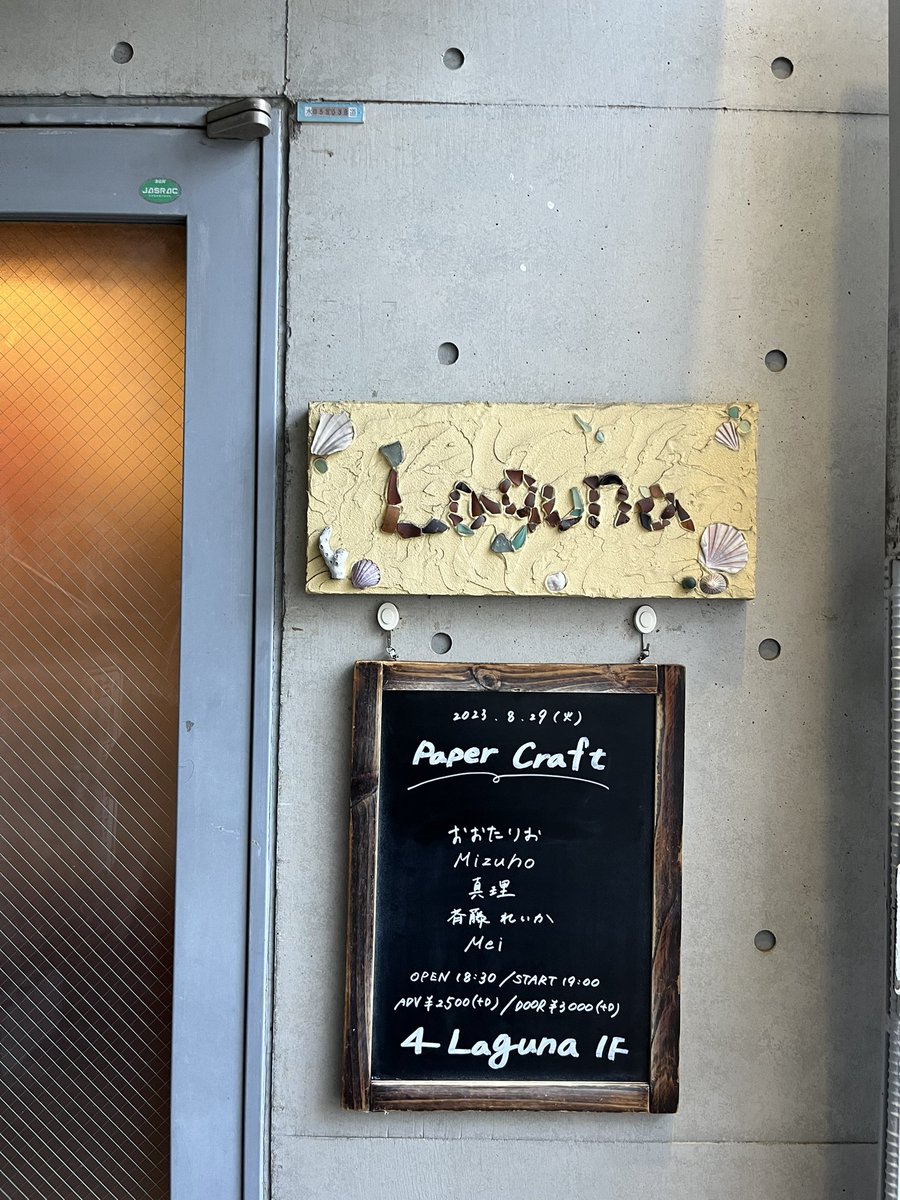 JASRAC
Laguna
2023.8.29(火)
Paper Craft
おおたりお
Mizuho
真理
斉藤 れいか
Mei
OPEN 18:30/START 19:00
ADV ¥2500(+D)/DOOR ¥3000(+D)
Laguna 1F